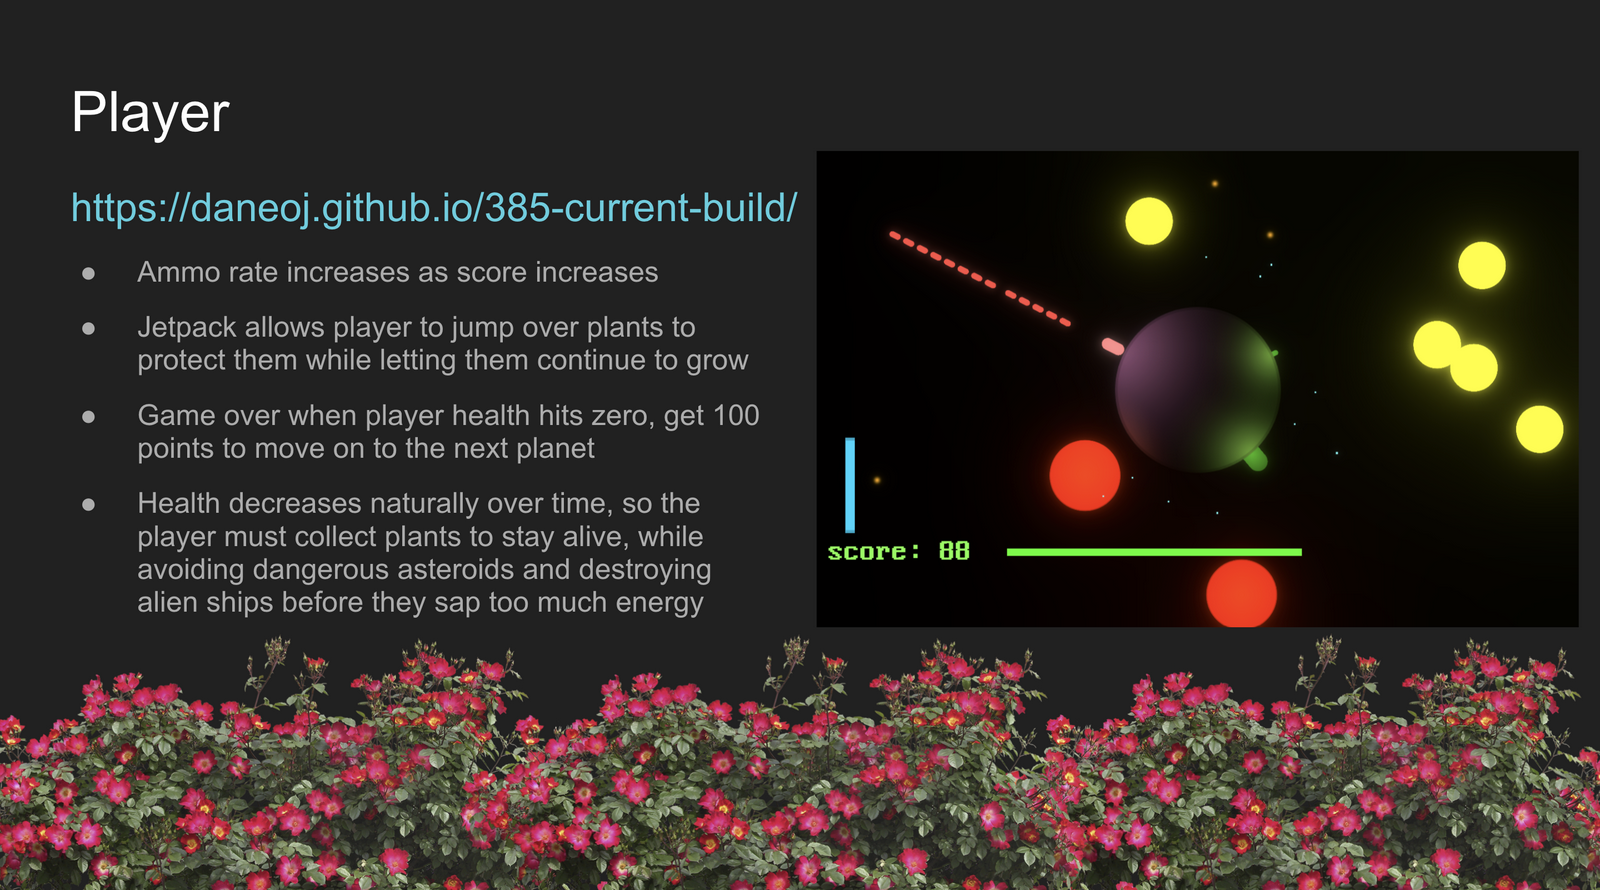 Player
https://daneoj.github.io/385-current-build/
● Ammo rate increases as score increases
● Jetpack allows player to jump over plants to
protect them while letting them continue to grow
● Game over when player health hits zero, get 100
points to move on to the next planet
● Health decreases naturally over time, so the
player must collect plants to stay alive, while
avoiding dangerous asteroids and destroying
alien ships before they sap too much energy
score: 88